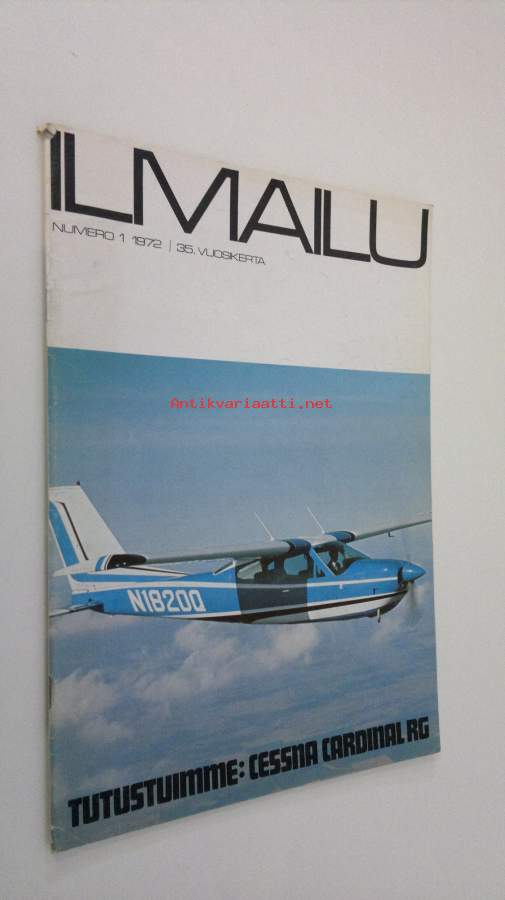 ILMAILU
NUMERO 1 1972 | 35. VUOSIKERTA
Antikvariaatti.net
N1820Q
TUTUSTUIMME: CESSNA CARDINAL RG